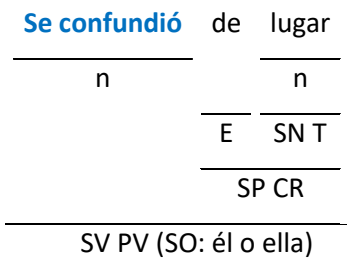 Se confundió de lugar
n n
E SN T
SP CR
SV PV (SO: él o ella)